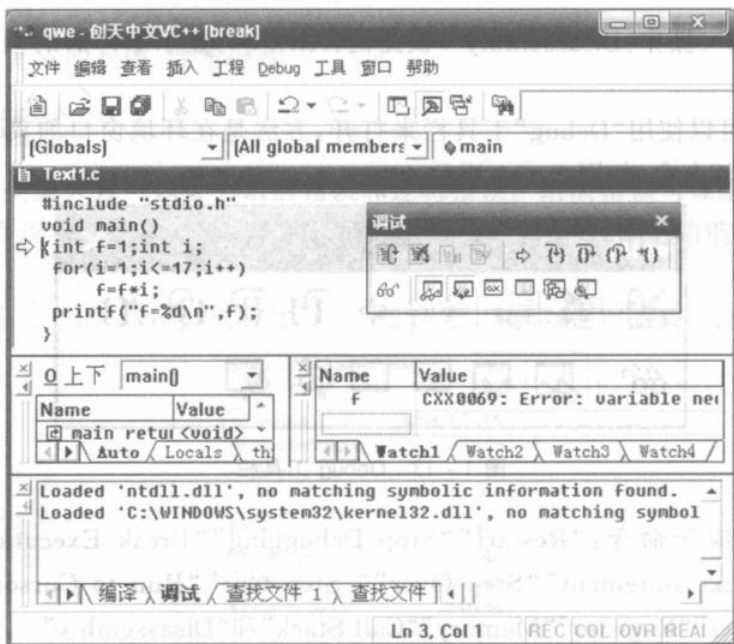 qwe - 创天中文VC++ [break]
文件 编辑 查看 插入 工程 Debug 工具 窗口 帮助
(Globals) (All global members main
Text1.c
#include "stdio.h"
void main()
{int f=1;int i;
for(i=1;i<=17;i++)
f=f*i;
printf("f=%d\n",f);
}
调试
上下 main()
Name Value
main retur <void>
Auto Locals th
Name Value
f CXX0069: Error: variable nee
Watch1 Watch2 Watch3 Watch4
Loaded 'ntdll.dll', no matching symbolic information found.
Loaded 'C:\WINDOWS\system32\kernel32.dll', no matching symbol
编译 调试 查找文件 1 查找文件
Ln 3, Col 1 REC COL OVR READ